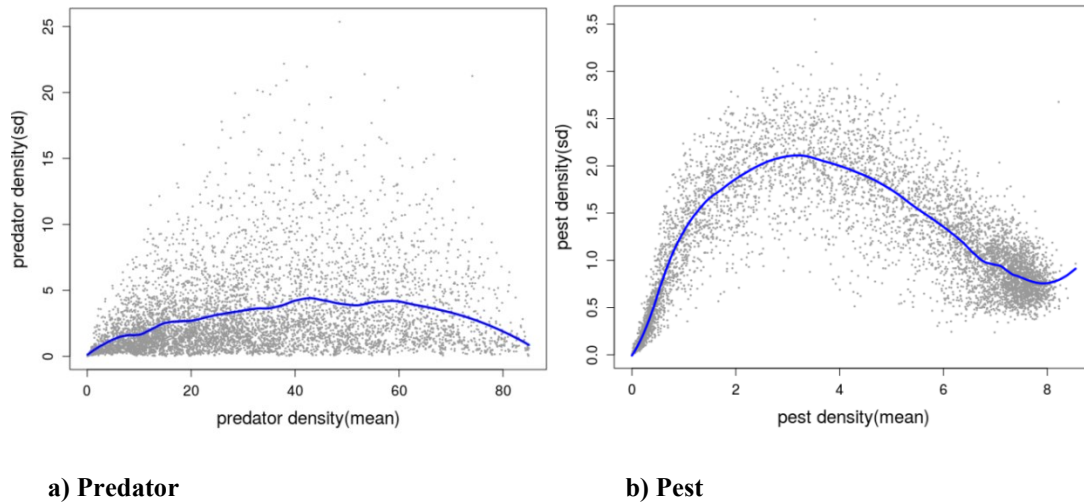 25
20
15
10
5
0
predator density(sd)
0 20 40 60 80
predator density(mean)
3.5
3.0
2.5
2.0
1.5
1.0
0.5
0.0
pest density(sd)
0 2 4 6 8
pest density(mean)
a) Predator
b) Pest